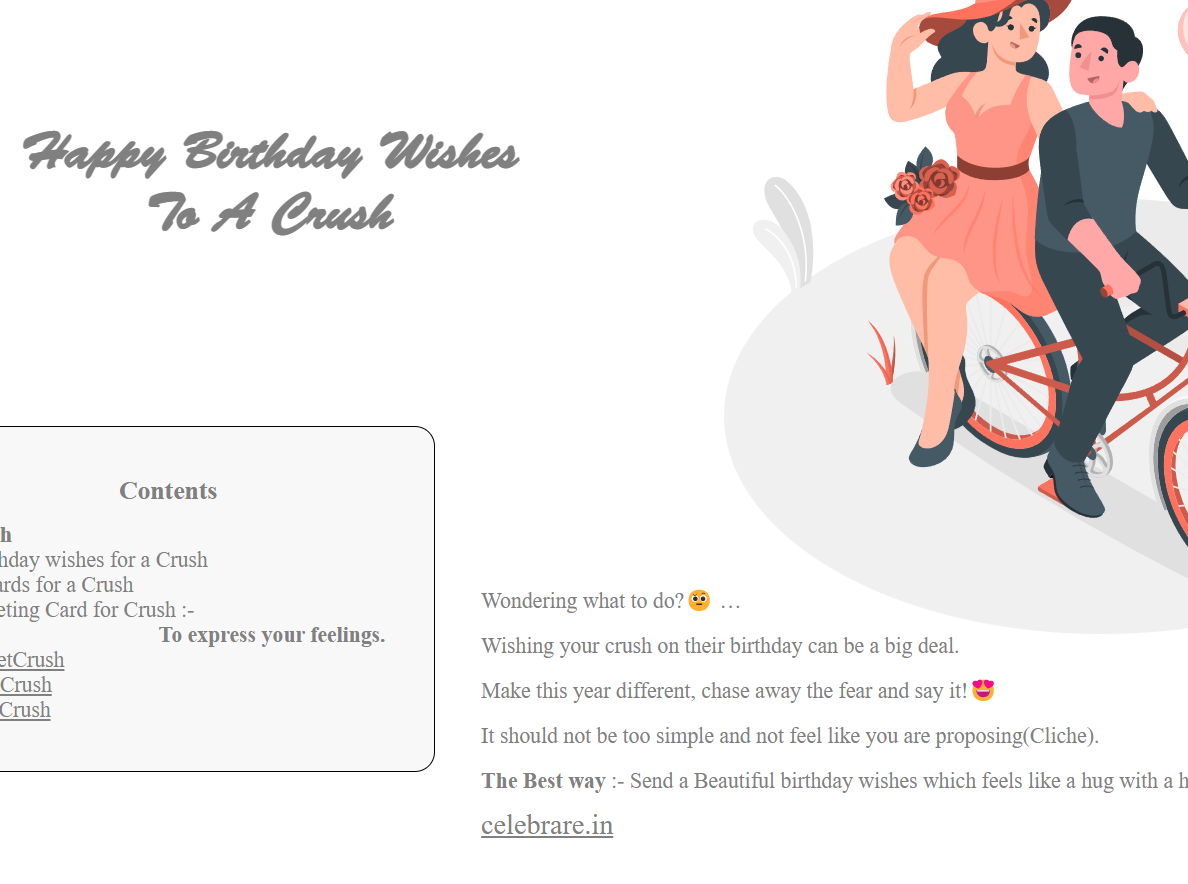 Happy Birthday Wishes
To A Crush
Contents
h
hday wishes for a Crush
ards for a Crush
eting Card for Crush :-
To express your feelings.
etCrush
Crush
Crush
Wondering what to do?🤨 …
Wishing your crush on their birthday can be a big deal.
Make this year different, chase away the fear and say it!😍
It should not be too simple and not feel like you are proposing(Cliche).
The Best way :- Send a Beautiful birthday wishes which feels like a hug with a h
celebrare.in